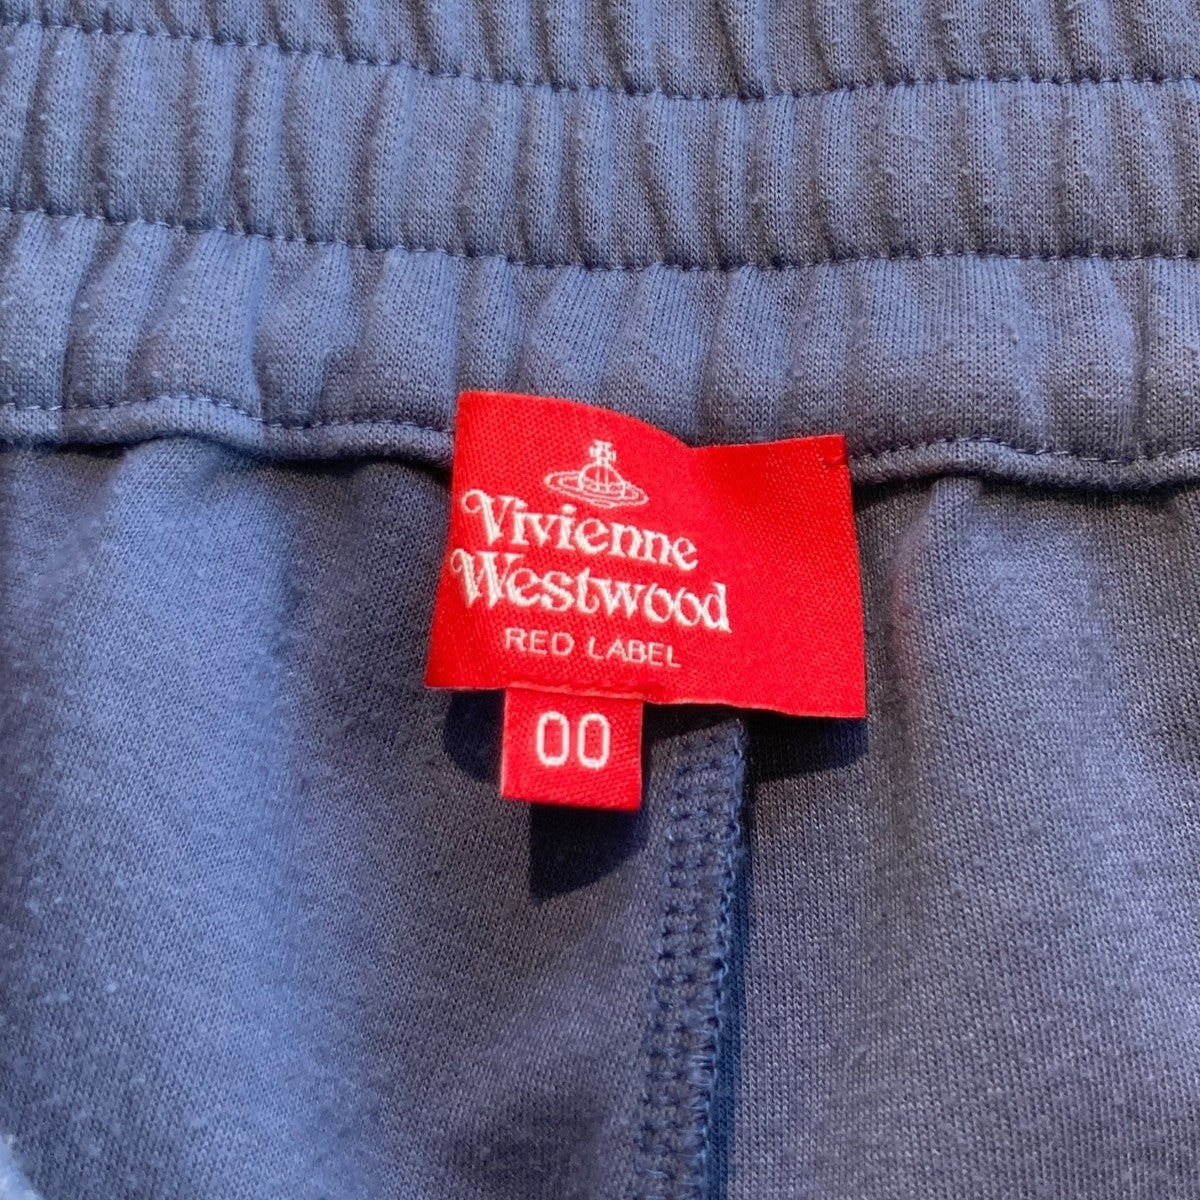 Vivienne
Westwood
RED LABEL
00